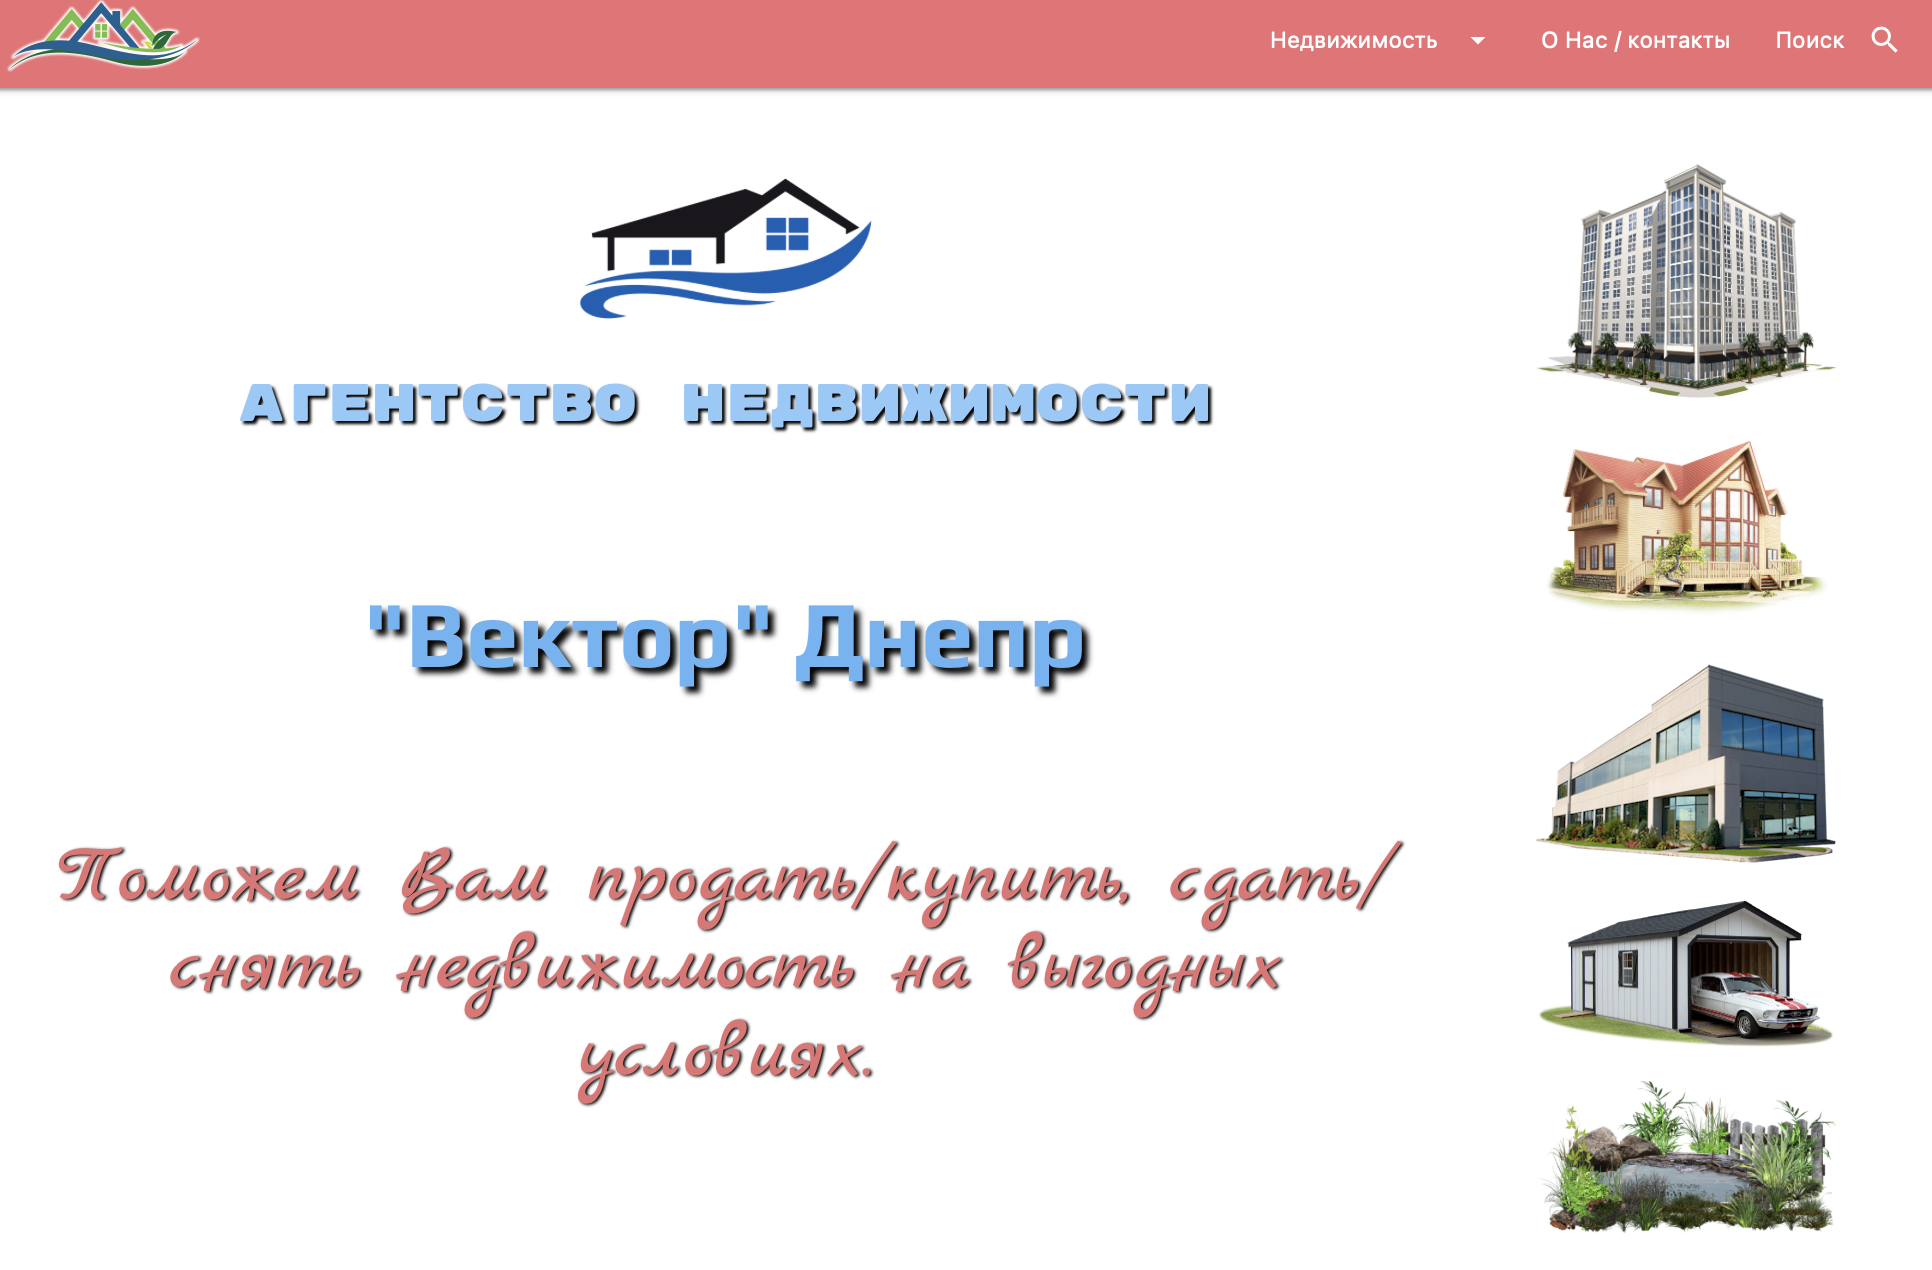 Недвижимость
О Нас / контакты
Поиск
АГЕНТСТВО НЕДВИЖИМОСТИ
"Вектор" Днепр
Поможем Вам продать/купить, сдать/
снять недвижимость на выгодных
условиях.